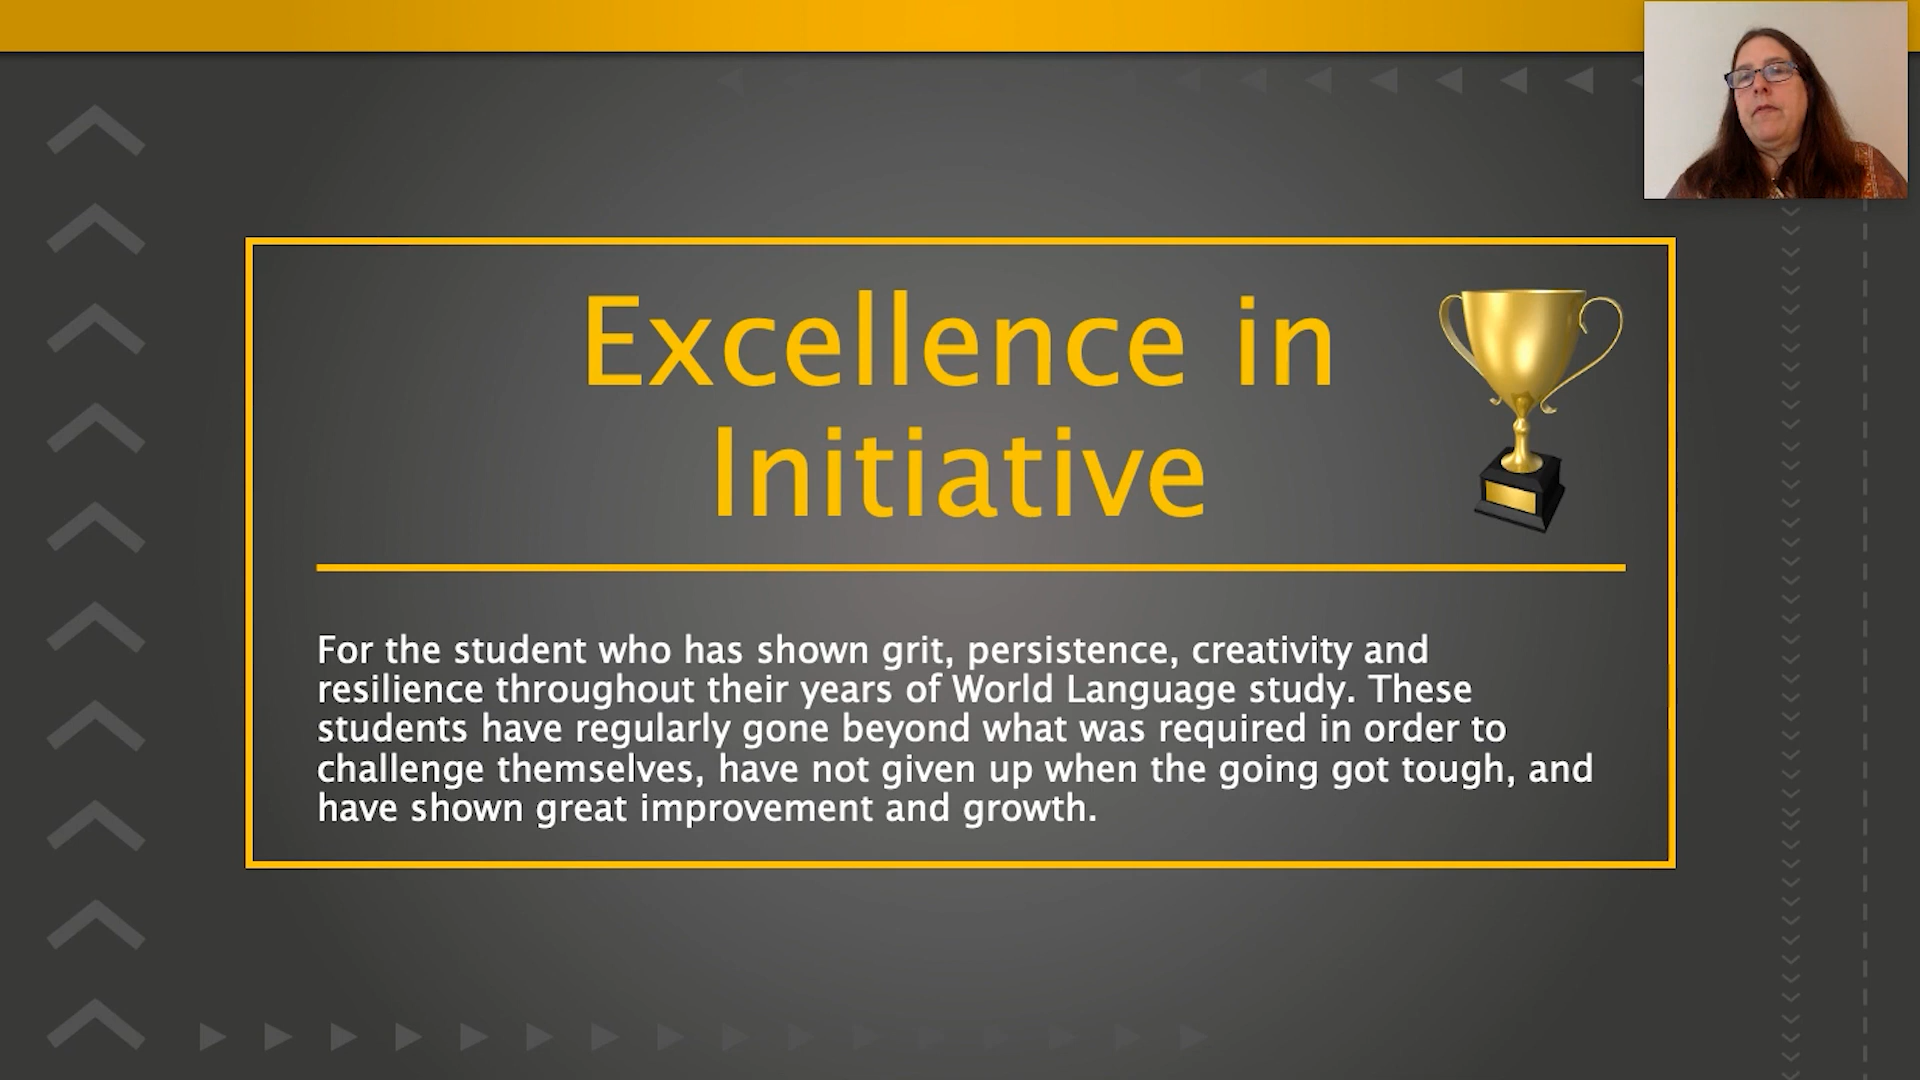 Excellence in
Initiative
For the student who has shown grit, persistence, creativity and
resilience throughout their years of World Language study. These
students have regularly gone beyond what was required in order to
challenge themselves, have not given up when the going got tough, and
have shown great improvement and growth.